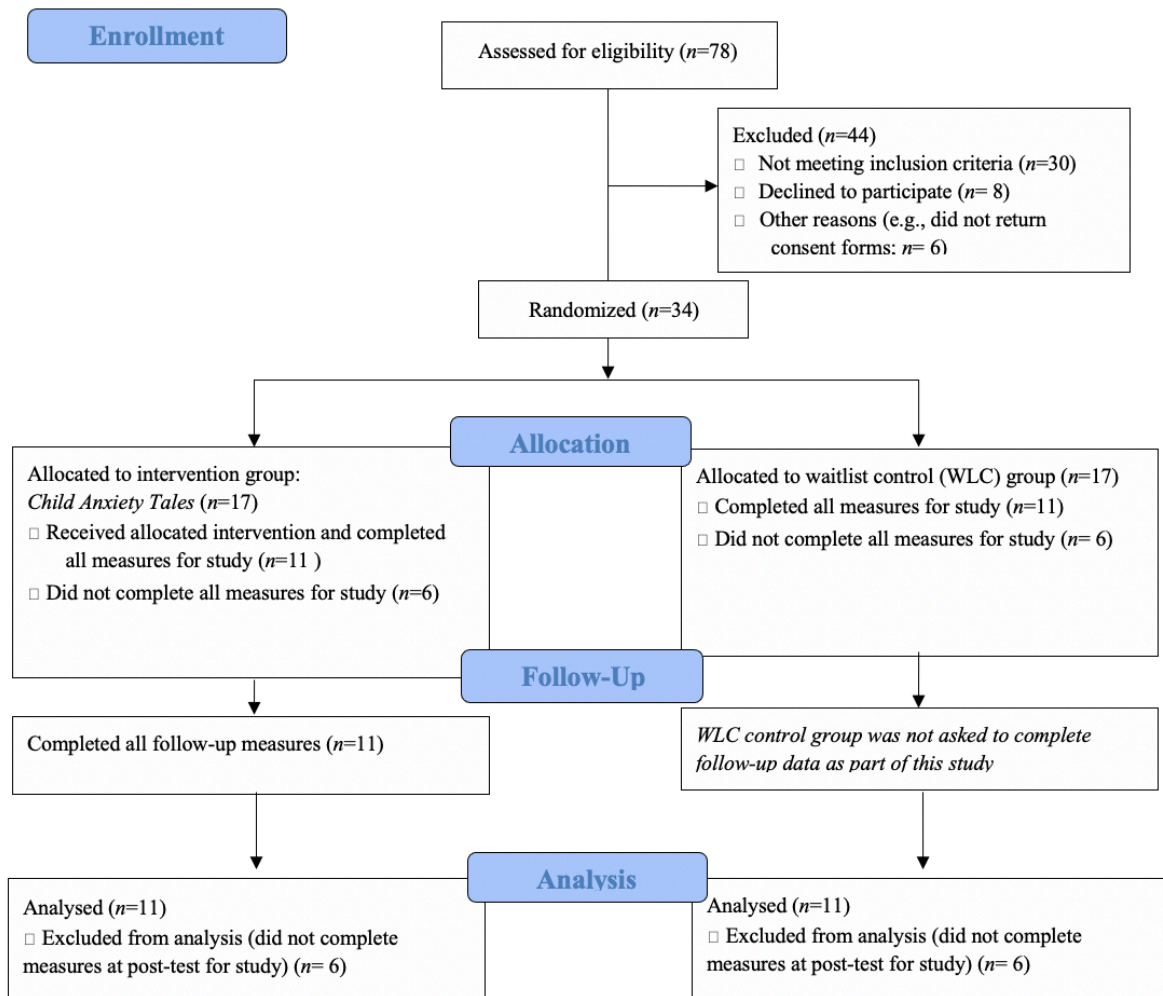 Enrollment
Assessed for eligibility (n=78)
Excluded (n=44)
□ Not meeting inclusion criteria (n=30)
□ Declined to participate (n= 8)
□ Other reasons (e.g., did not return
consent forms: n= 6)
Randomized (n=34)
Allocation
Allocated to intervention group:
Child Anxiety Tales (n=17)
□ Received allocated intervention and completed
all measures for study (n=11 )
□ Did not complete all measures for study (n=6)
Allocated to waitlist control (WLC) group (n=17)
□ Completed all measures for study (n=11)
□ Did not complete all measures for study (n= 6)
Follow-Up
Completed all follow-up measures (n=11)
WLC control group was not asked to complete
follow-up data as part of this study
Analysis
Analysed (n=11)
□ Excluded from analysis (did not complete
measures at post-test for study) (n= 6)
Analysed (n=11)
□ Excluded from analysis (did not complete
measures at post-test for study) (n= 6)